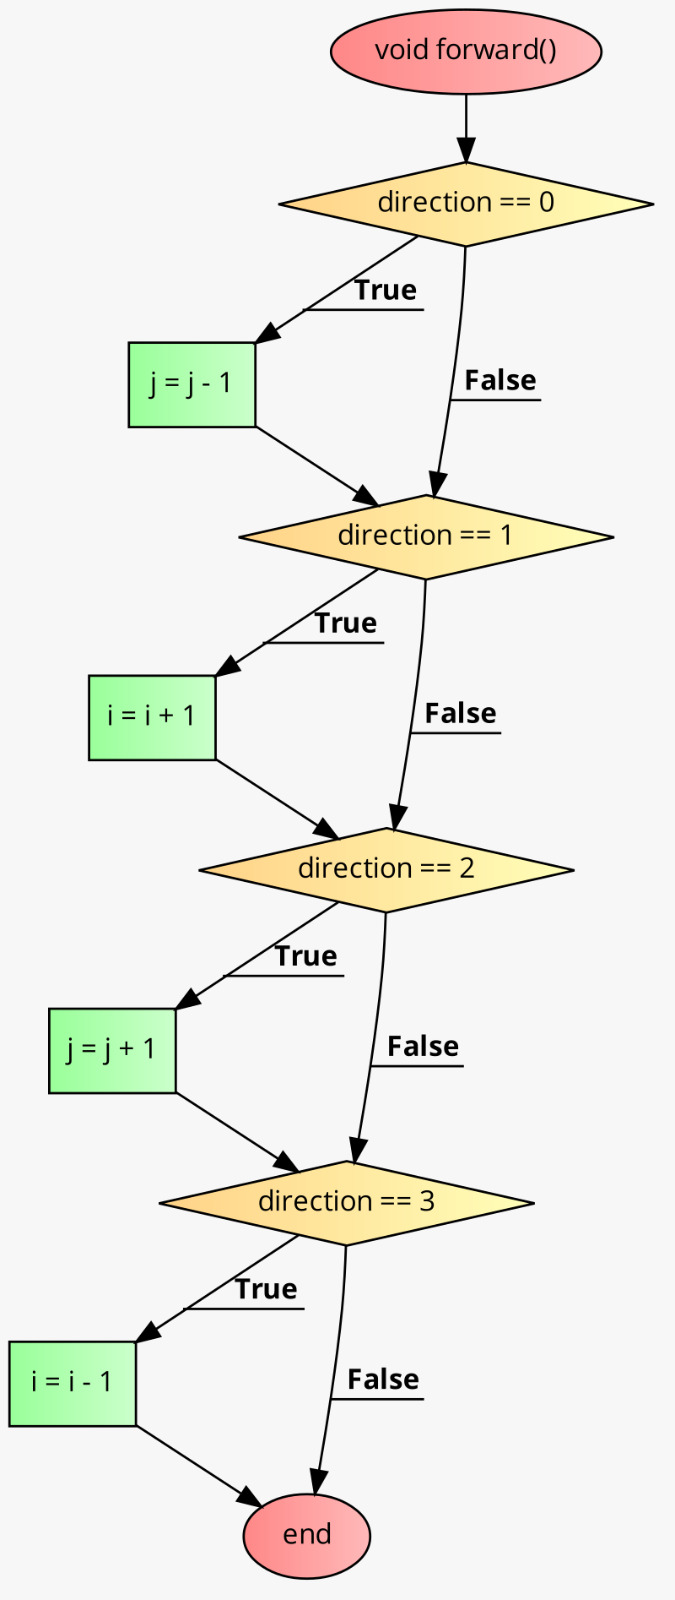 void forward()
direction == 0
True
j = j - 1
False
direction == 1
True
i = i + 1
False
direction == 2
True
j = j + 1
False
direction == 3
True
i = i - 1
False
end